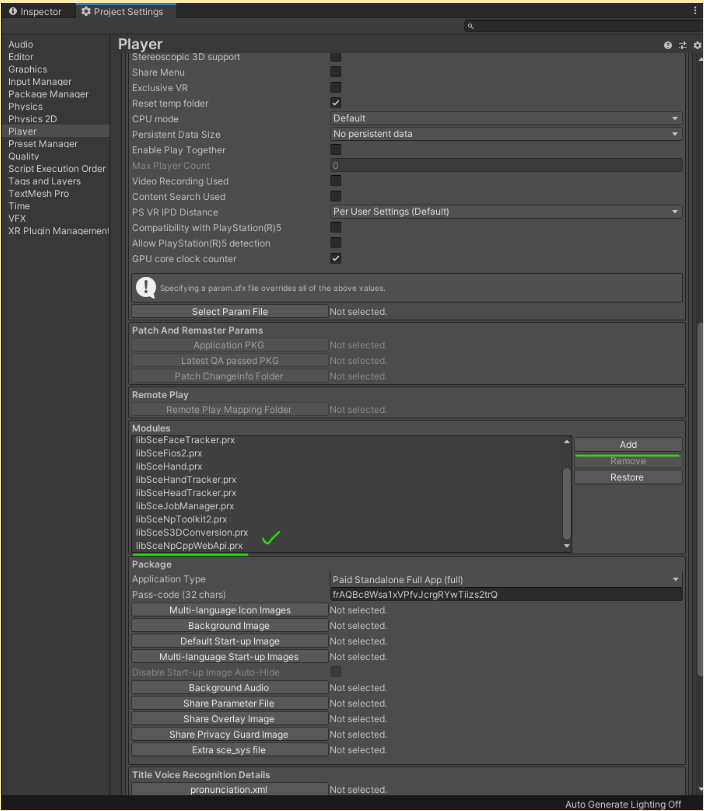 Inspector
Project Settings
Audio
Editor
Graphics
Input Manager
Package Manager
Physics
Physics 2D
Player
Preset Manager
Quality
Script Execution Order
Tags and Layers
TextMesh Pro
Time
VFX
XR Plugin Management
Player
Stereoscopic 3D support
Share Menu
Exclusive VR
Reset temp folder
CPU mode Default
Persistent Data Size No persistent data
Enable Play Together
Max Player Count 0
Video Recording Used
Content Search Used
PS VR IPD Distance Per User Settings (Default)
Compatibility with PlayStation(R)5
Allow PlayStation(R)5 detection
GPU core clock counter
Specifying a param.sfx file overrides all of the above values.
Select Param File Not selected.
Patch And Remaster Params
Application PKG Not selected.
Latest QA passed PKG Not selected.
Patch Changeinfo Folder Not selected.
Remote Play
Remote Play Mapping Folder Not selected.
Modules
libSceFaceTracker.prx
libSceFios2.prx
libSceHand.prx
libSceHandTracker.prx
libSceHeadTracker.prx
libSceJobManager.prx
libSceNpToolkit2.prx
libSceS3DConversion.prx
libSceNpCppWebApi.prx
Add
Remove
Restore
Package
Application Type Paid Standalone Full App (full)
Pass-code (32 chars) frAQBc8Wsa1xVPfvJcrgRYwTiizs2trQ
Multi-language Icon Images Not selected.
Background Image Not selected.
Default Start-up Image Not selected.
Multi-language Start-up Images Not selected.
Disable Start-up Image Auto-Hide
Background Audio Not selected.
Share Parameter File Not selected.
Share Overlay Image Not selected.
Share Privacy Guard Image Not selected.
Extra sce_sys file Not selected.
Title Voice Recognition Details
pronunciation.xml Not selected.
Auto Generate Lighting Off